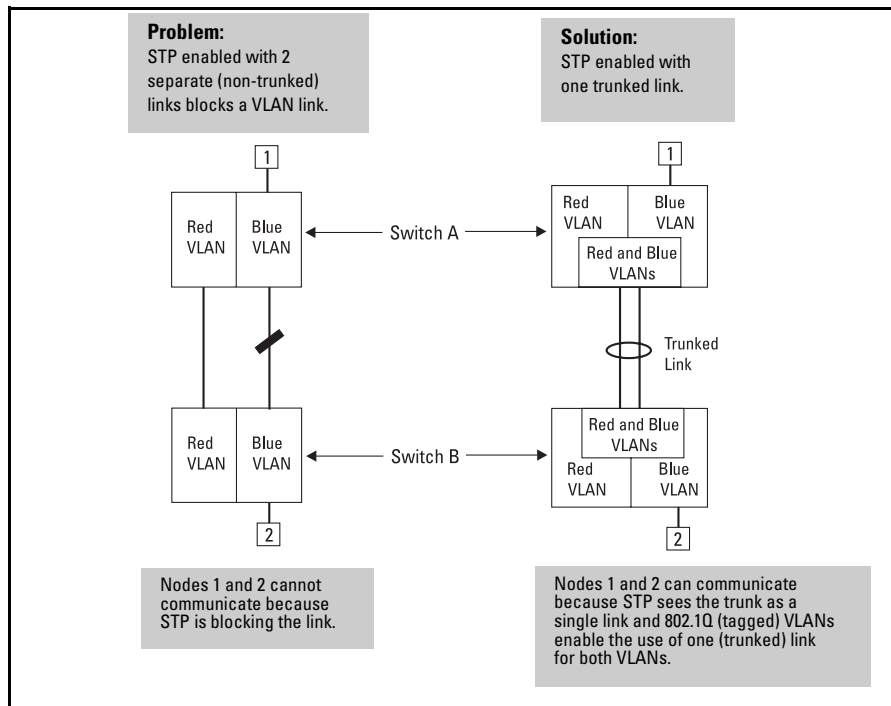 Problem:
STP enabled with 2
separate (non-trunked)
links blocks a VLAN link.
Solution:
STP enabled with
one trunked link.
1
1
Red
VLAN
Blue
VLAN
Switch A
Red
VLAN
Blue
VLAN
Red and Blue
VLANs
Trunked
Link
Red
VLAN
Blue
VLAN
Switch B
Red and Blue
VLANs
Red
VLAN
Blue
VLAN
2
2
Nodes 1 and 2 cannot
communicate because
STP is blocking the link.
Nodes 1 and 2 can communicate
because STP sees the trunk as a
single link and 802.1Q (tagged) VLANs
enable the use of one (trunked) link
for both VLANs.